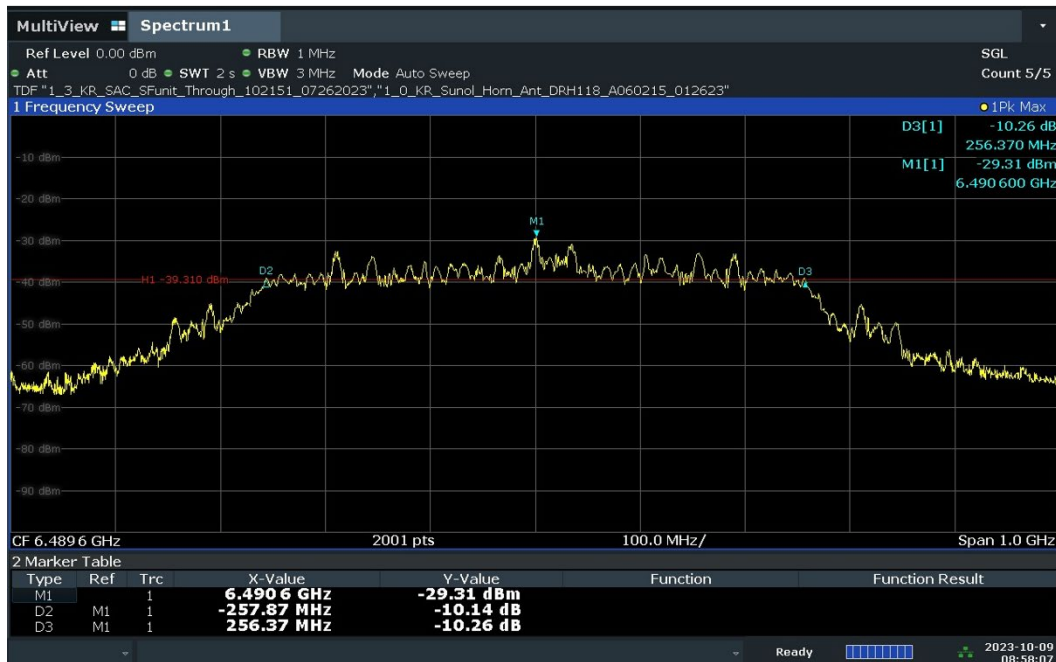 MultiView Spectrum1
Ref Level 0.00 dBm RBW 1 MHz SGL
Att 0 dB SWT 2 s VBW 3 MHz Mode Auto Sweep Count 5/5
TDF "1_3_KR_SAC_SFunit_Through_102151_07262023","1_0_KR_Sunol_Horn_Ant_DRH118_A060215_012623"
1 Frequency Sweep 1Pk Max
D3[1] -10.26 dB
256.370 MHz
M1[1] -29.31 dBm
6.490 600 GHz
-10 dBm
-20 dBm
M1
-30 dBm
D2 D3
H1 -39.310 dBm
-40 dBm
-50 dBm
-60 dBm
-70 dBm
-80 dBm
-90 dBm
CF 6.4896 GHz 2001 pts 100.0 MHz/ Span 1.0 GHz
2 Marker Table
Type Ref Trc X-Value Y-Value Function Function Result
M1 1 6.4906 GHz -29.31 dBm
D2 M1 1 -257.87 MHz -10.14 dB
D3 M1 1 256.37 MHz -10.26 dB
Ready 2023-10-09
08:58:07